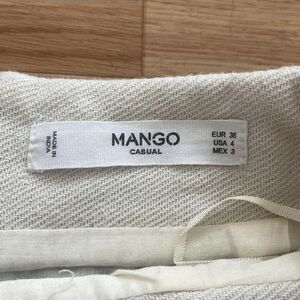 MADE IN
INDIA
MANGO
CASUAL
EUR 36
USA 4
MEX 3